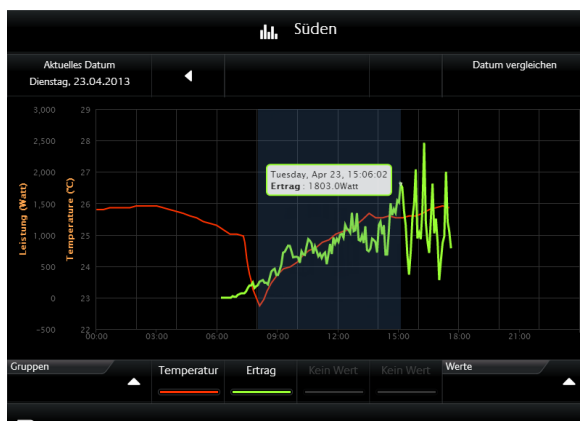 Süden
Aktuelles Datum
Dienstag, 23.04.2013
Datum vergleichen
3,000
2,500
2,000
1,500
1,000
500
0
-500
29
28
27
26
25
24
23
22
Leistung (Watt)
Temperature (°C)
Tuesday, Apr 23, 15:06:02
Ertrag : 1803.0Watt
00:00 03:00 06:00 09:00 12:00 15:00 18:00 21:00
Gruppen
Temperatur
Ertrag
Kein Wert
Kein Wert
Werte